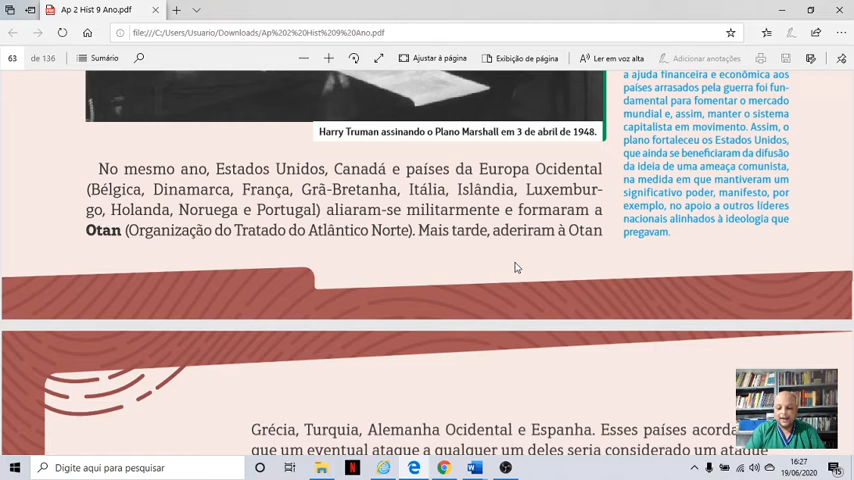 Ap 2 Hist 9 Ano.pdf
file:///C:/Users/Usuario/Downloads/Ap%202%20Hist%209%20Ano.pdf
63 de 136
Sumário
Ajustar à página
Exibição de página
Ler em voz alta
Adicionar anotações
a ajuda financeira e econômica aos
países arrasados pela guerra foi fun-
damental para fomentar o mercado
mundial e, assim, manter o sistema
capitalista em movimento. Assim, o
plano fortaleceu os Estados Unidos,
que ainda se beneficiaram da difusão
da ideia de uma ameaça comunista,
na medida em que mantiveram um
significativo poder, manifesto, por
exemplo, no apoio a outros líderes
nacionais alinhados à ideologia que
pregavam.
Harry Truman assinando o Plano Marshall em 3 de abril de 1948.
No mesmo ano, Estados Unidos, Canadá e países da Europa Ocidental
(Bélgica, Dinamarca, França, Grã-Bretanha, Itália, Islândia, Luxembur-
go, Holanda, Noruega e Portugal) aliaram-se militarmente e formaram a
Otan (Organização do Tratado do Atlântico Norte). Mais tarde, aderiram à Otan
Grécia, Turquia, Alemanha Ocidental e Espanha. Esses países acorda
que um eventual ataque a qualquer um deles seria considerado um ataque
Digite aqui para pesquisar
16:27
19/06/2020
15